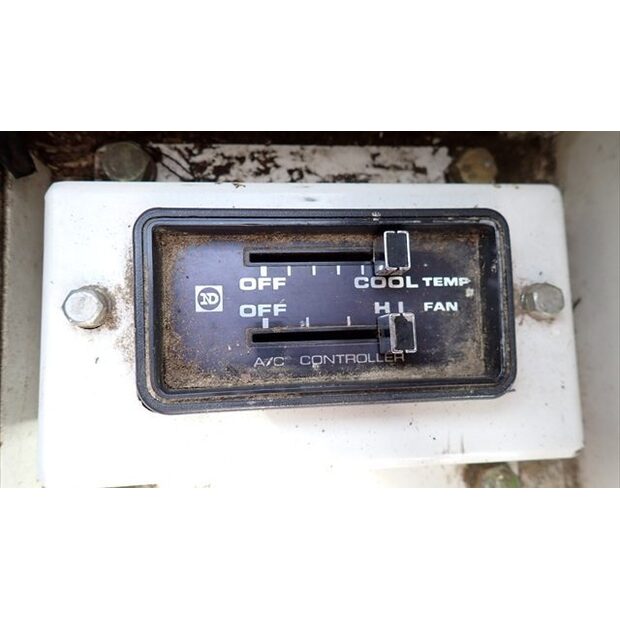 OFF COOL TEMP
ND
OFF HI FAN
A/C CONTROLLER